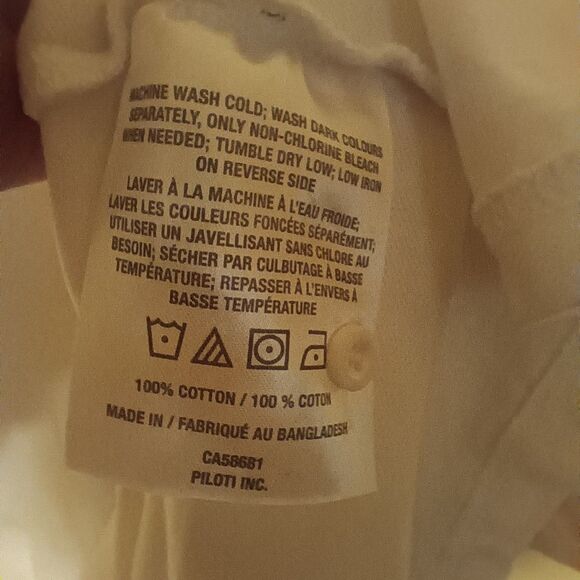 MACHINE WASH COLD; WASH DARK COLOURS
SEPARATELY, ONLY NON-CHLORINE BLEACH
WHEN NEEDED; TUMBLE DRY LOW; LOW IRON
ON REVERSE SIDE
LAVER À LA MACHINE À L'EAU FROIDE;
LAVER LES COULEURS FONCÉES SÉPARÉMENT;
UTILISER UN JAVELLISANT SANS CHLORE AU
BESOIN; SÉCHER PAR CULBUTAGE À BASSE
TEMPÉRATURE; REPASSER À L'ENVERS À
BASSE TEMPÉRATURE
100% COTTON / 100 % COTON
MADE IN / FABRIQUÉ AU BANGLADESH
CA58681
PILOTI INC.